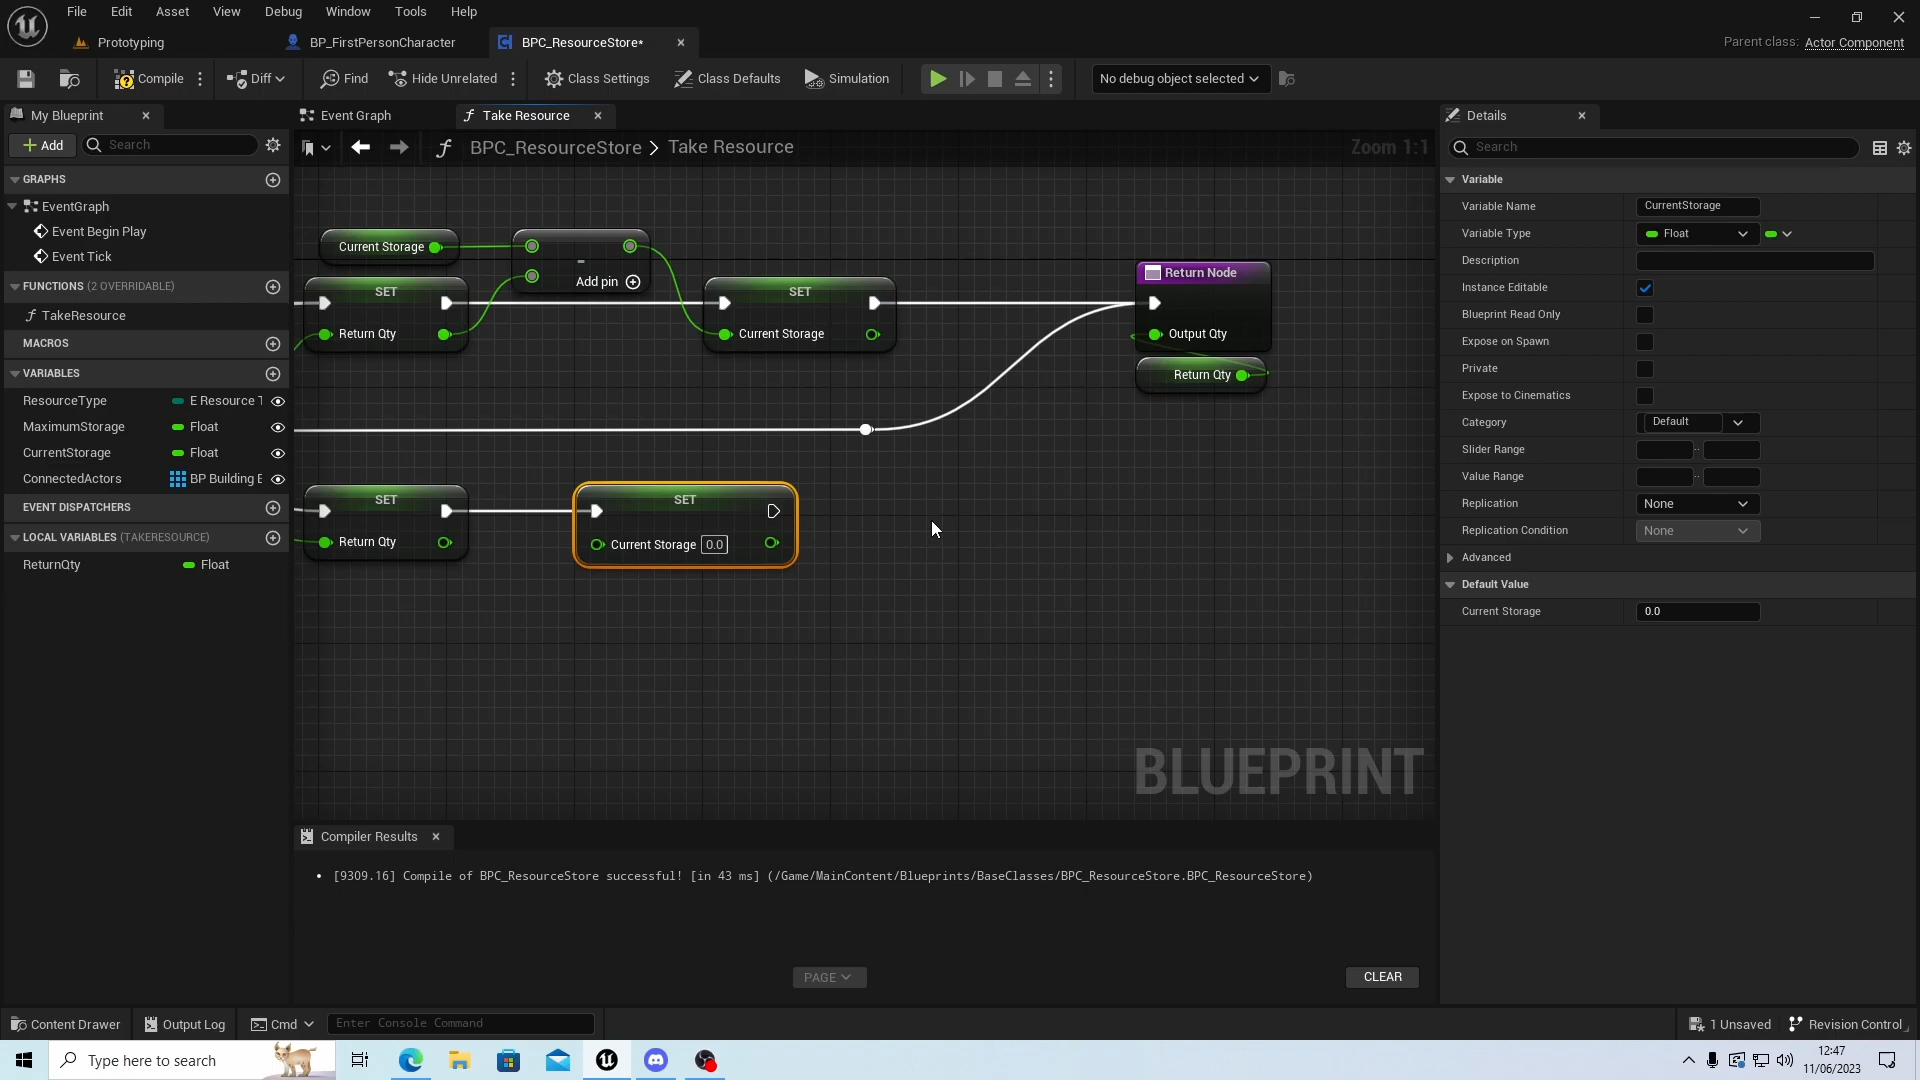 File Edit Asset View Debug Window Tools Help
Prototyping
BP_FirstPersonCharacter
BPC_ResourceStore*
Parent class: Actor Component
Compile
Diff
Find
Hide Unrelated
Class Settings
Class Defaults
Simulation
No debug object selected
My Blueprint
Add
Search
GRAPHS
EventGraph
Event Begin Play
Event Tick
FUNCTIONS (2 OVERRIDABLE)
TakeResource
MACROS
VARIABLES
ResourceType E Resource T
MaximumStorage Float
CurrentStorage Float
ConnectedActors BP Building E
EVENT DISPATCHERS
LOCAL VARIABLES (TAKERESOURCE)
ReturnQty Float
Event Graph
Take Resource
BPC_ResourceStore > Take Resource
Zoom 1:1
Current Storage
-
Add pin
SET
Return Qty
SET
Current Storage
Return Node
Output Qty
Return Qty
SET
Return Qty
SET
Current Storage 0.0
BLUEPRINT
Compiler Results
• [9309.16] Compile of BPC_ResourceStore successful! [in 43 ms] (/Game/MainContent/Blueprints/BaseClasses/BPC_ResourceStore.BPC_ResourceStore)
PAGE
CLEAR
Details
Search
Variable
Variable Name CurrentStorage
Variable Type Float
Description
Instance Editable
Blueprint Read Only
Expose on Spawn
Private
Expose to Cinematics
Category Default
Slider Range
Value Range
Replication None
Replication Condition None
Advanced
Default Value
Current Storage 0.0
Content Drawer
Output Log
Cmd
Enter Console Command
1 Unsaved
Revision Control
Type here to search
12:47
11/06/2023